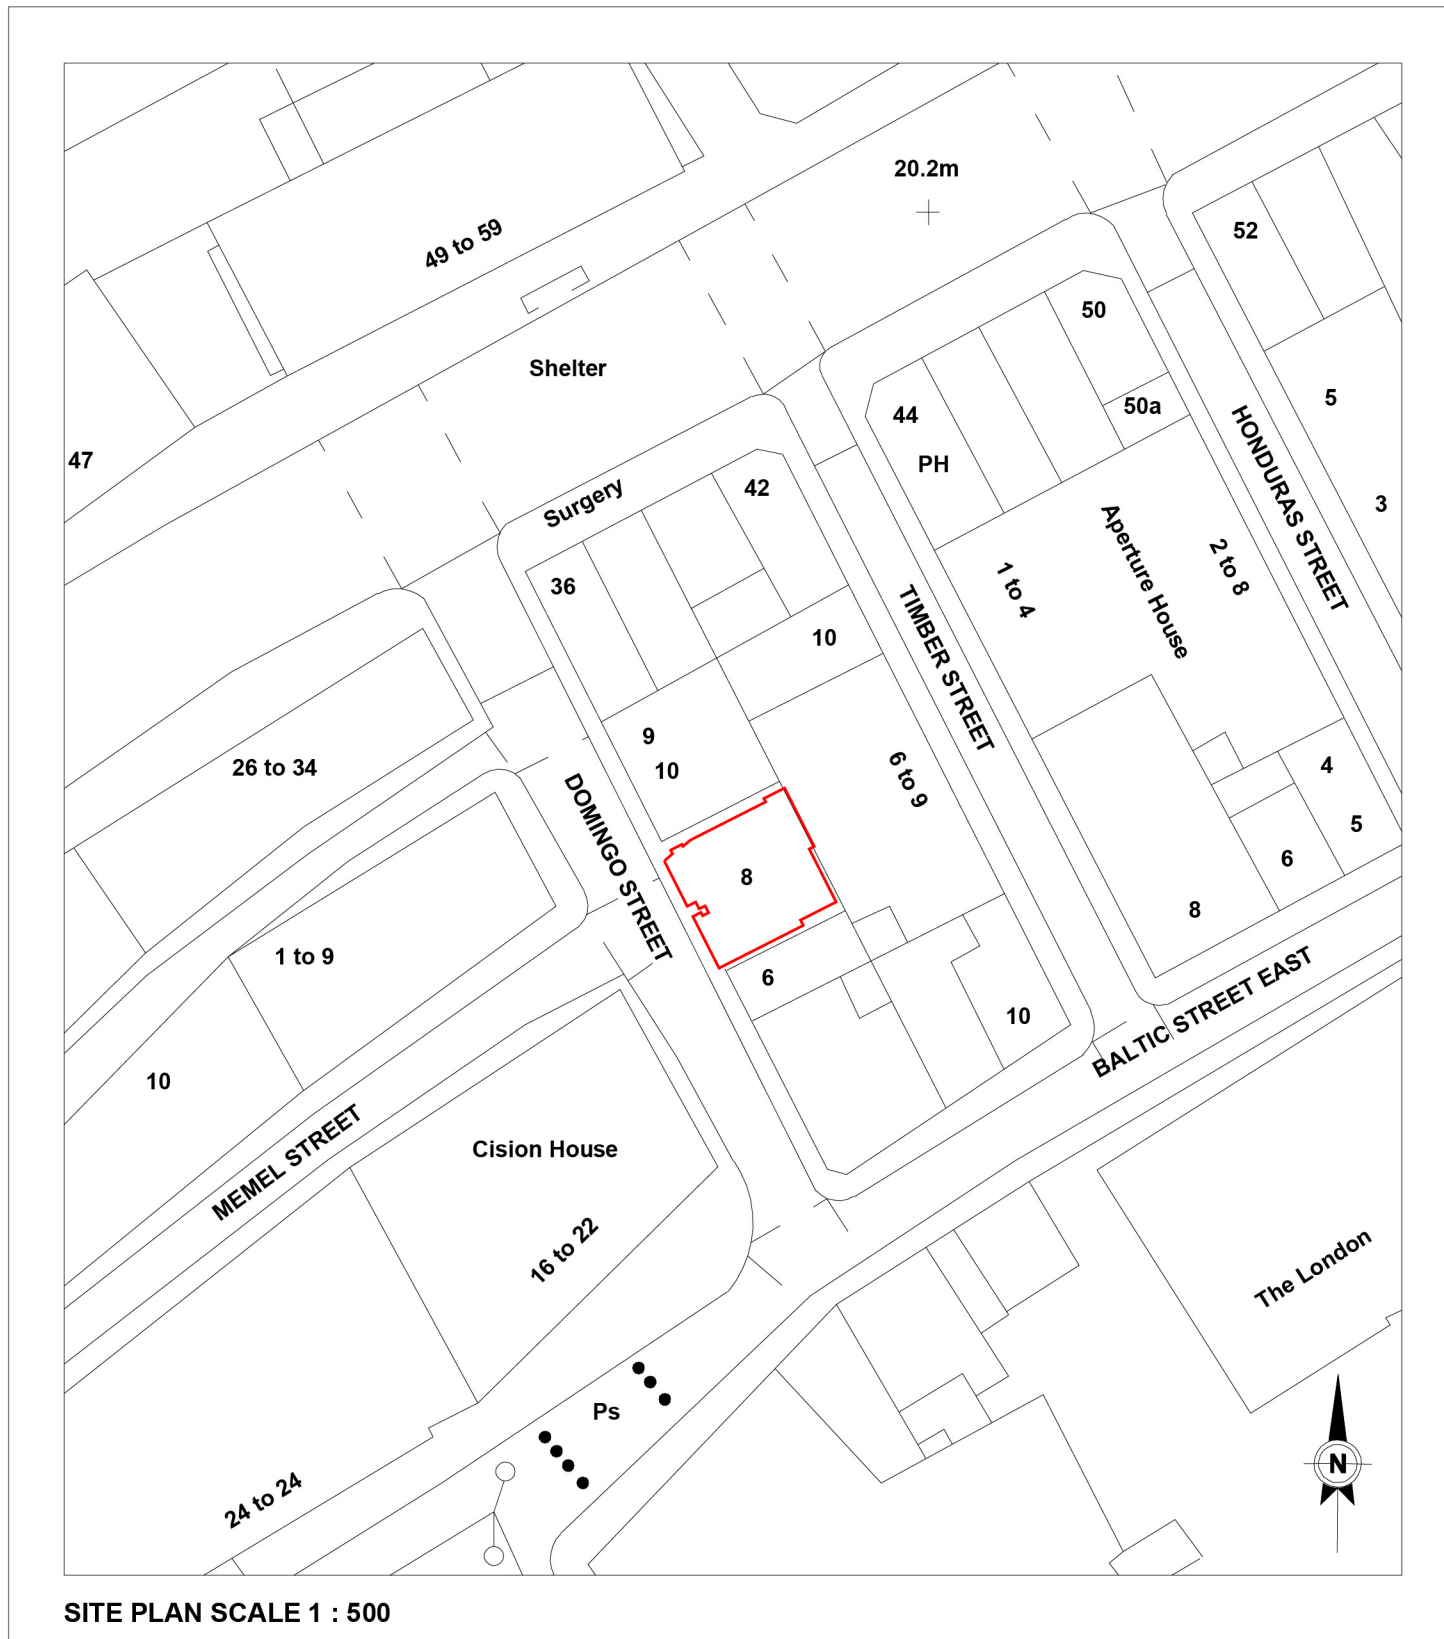 20.2m
52
49 to 59
50
Shelter
5
50a
44
HONDURAS STREET
47
PH
42
Surgery
3
Aperture House
2 to 8
36
1 to 4
TIMBER STREET
10
9
10
26 to 34
6 to 9
4
DOMINGO STREET
5
6
8
8
1 to 9
6
BALTIC STREET EAST
10
10
MEMEL STREET
Cision House
16 to 22
The London
Ps
24 to 24
N
SITE PLAN SCALE 1 : 500